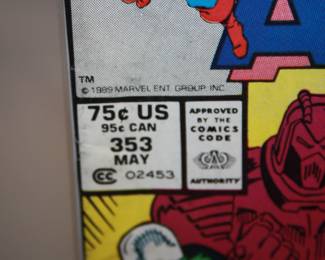 A
TM
© 1989 MARVEL ENT. GROUP, INC.
75¢ US
95¢ CAN
353
MAY
CC 02453
APPROVED
BY THE
COMICS
CODE
AUTHORITY